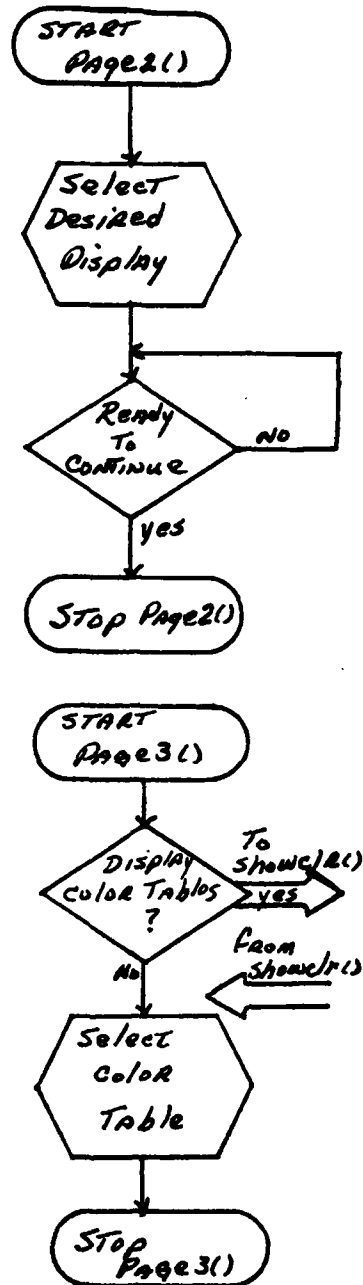 START
Page2()
Select
Desired
Display
Ready
To
Continue
NO
yes
Stop Page2()
START
Page3()
Display
Color Tables
?
To
showclr()
yes
No
From
showclr()
Select
Color
Table
Stop
Page3()